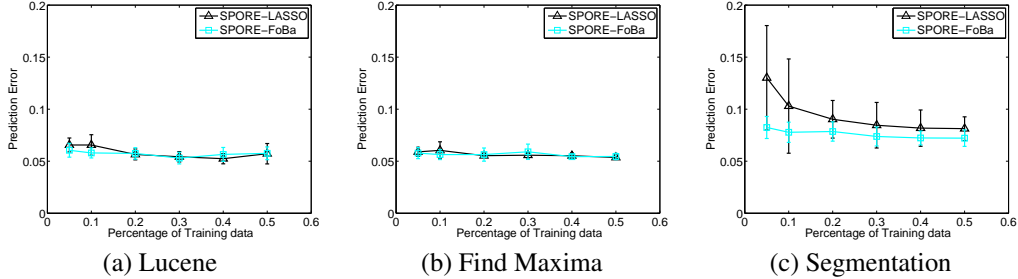 0.2
0.15
0.1
0.05
0
Prediction Error
SPORE-LASSO
SPORE-FoBa
0 0.1 0.2 0.3 0.4 0.5 0.6
Percentage of Training data
(a) Lucene
0.2
0.15
0.1
0.05
0
Prediction Error
SPORE-LASSO
SPORE-FoBa
0 0.1 0.2 0.3 0.4 0.5 0.6
Percentage of Training data
(b) Find Maxima
0.2
0.15
0.1
0.05
0
Prediction Error
SPORE-LASSO
SPORE-FoBa
0 0.1 0.2 0.3 0.4 0.5 0.6
Percentage of Training data
(c) Segmentation